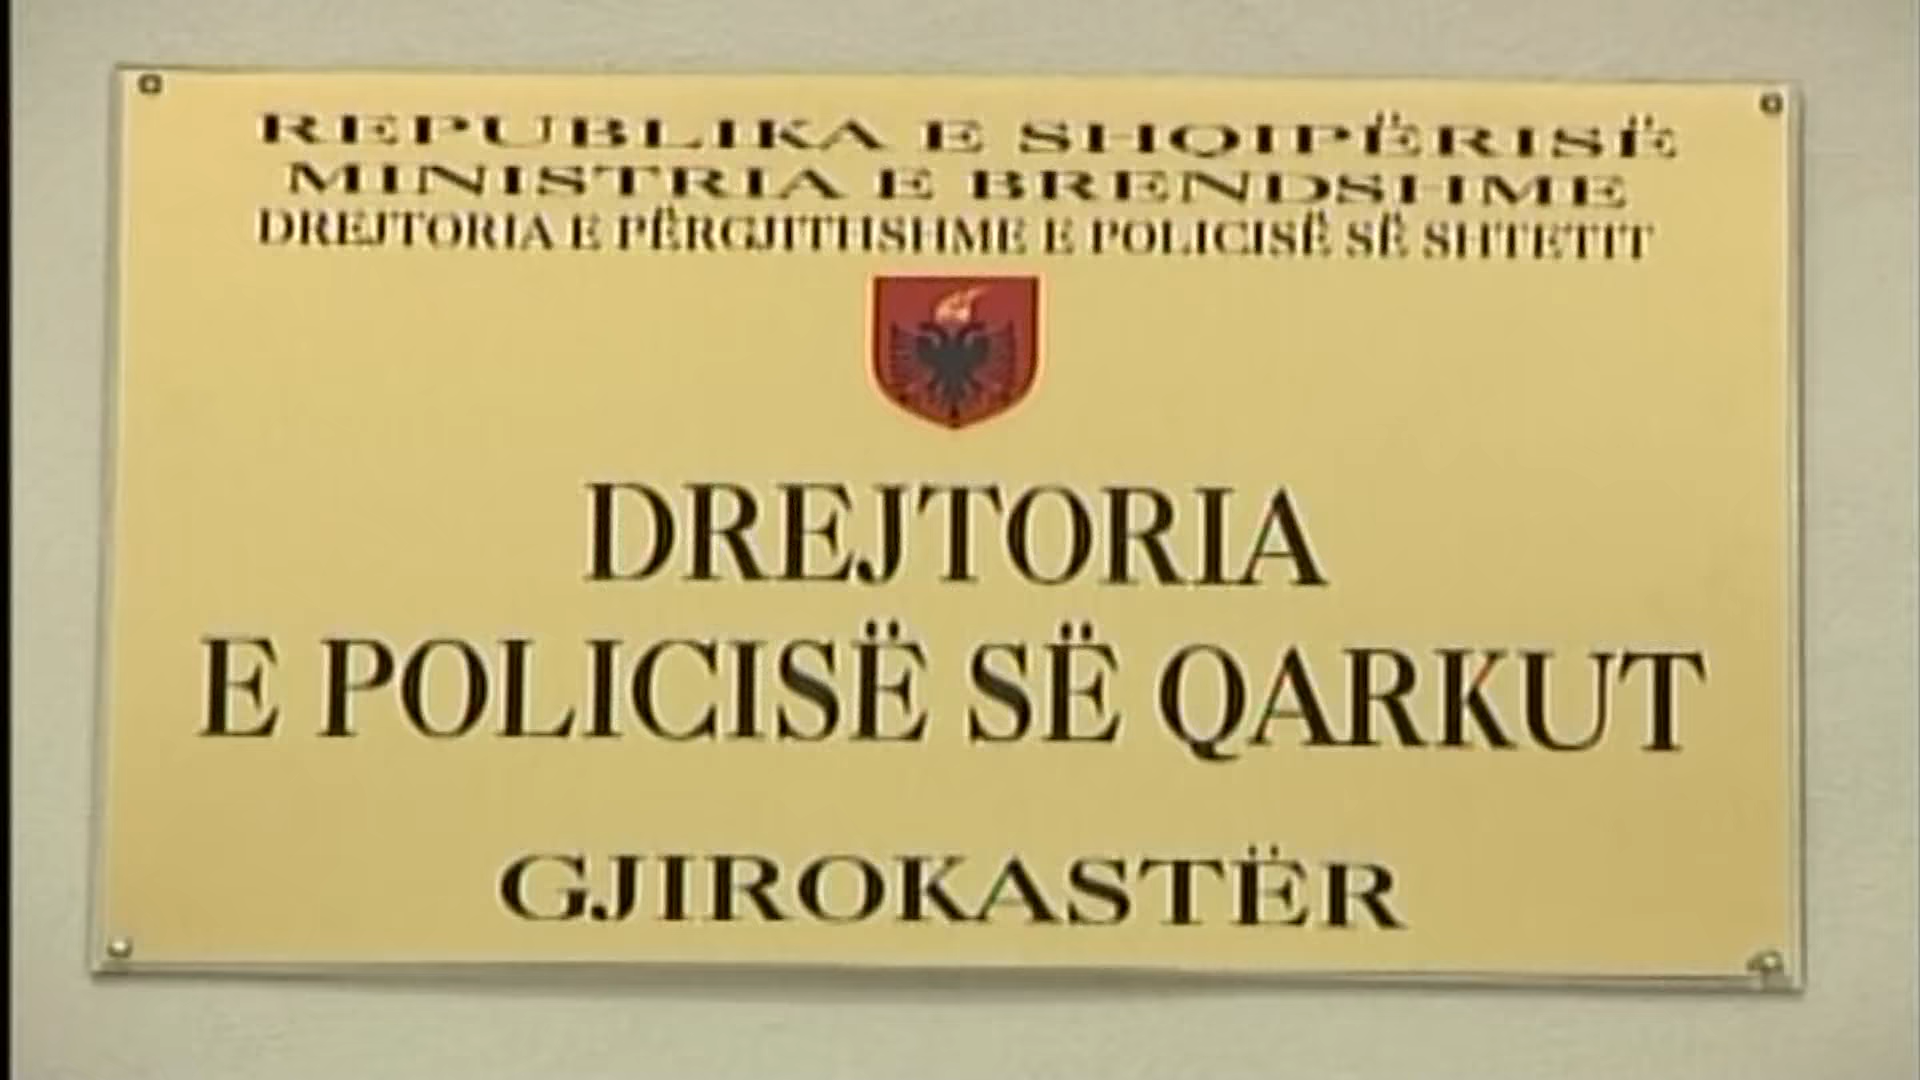 REPUBLIKA E SHQIPËRISË
MINISTRIA E BRENDSHME
DREJTORIA E PËRGJITHSHME E POLICISË SË SHTETIT
DREJTORIA
E POLICISË SË QARKUT
GJIROKASTËR